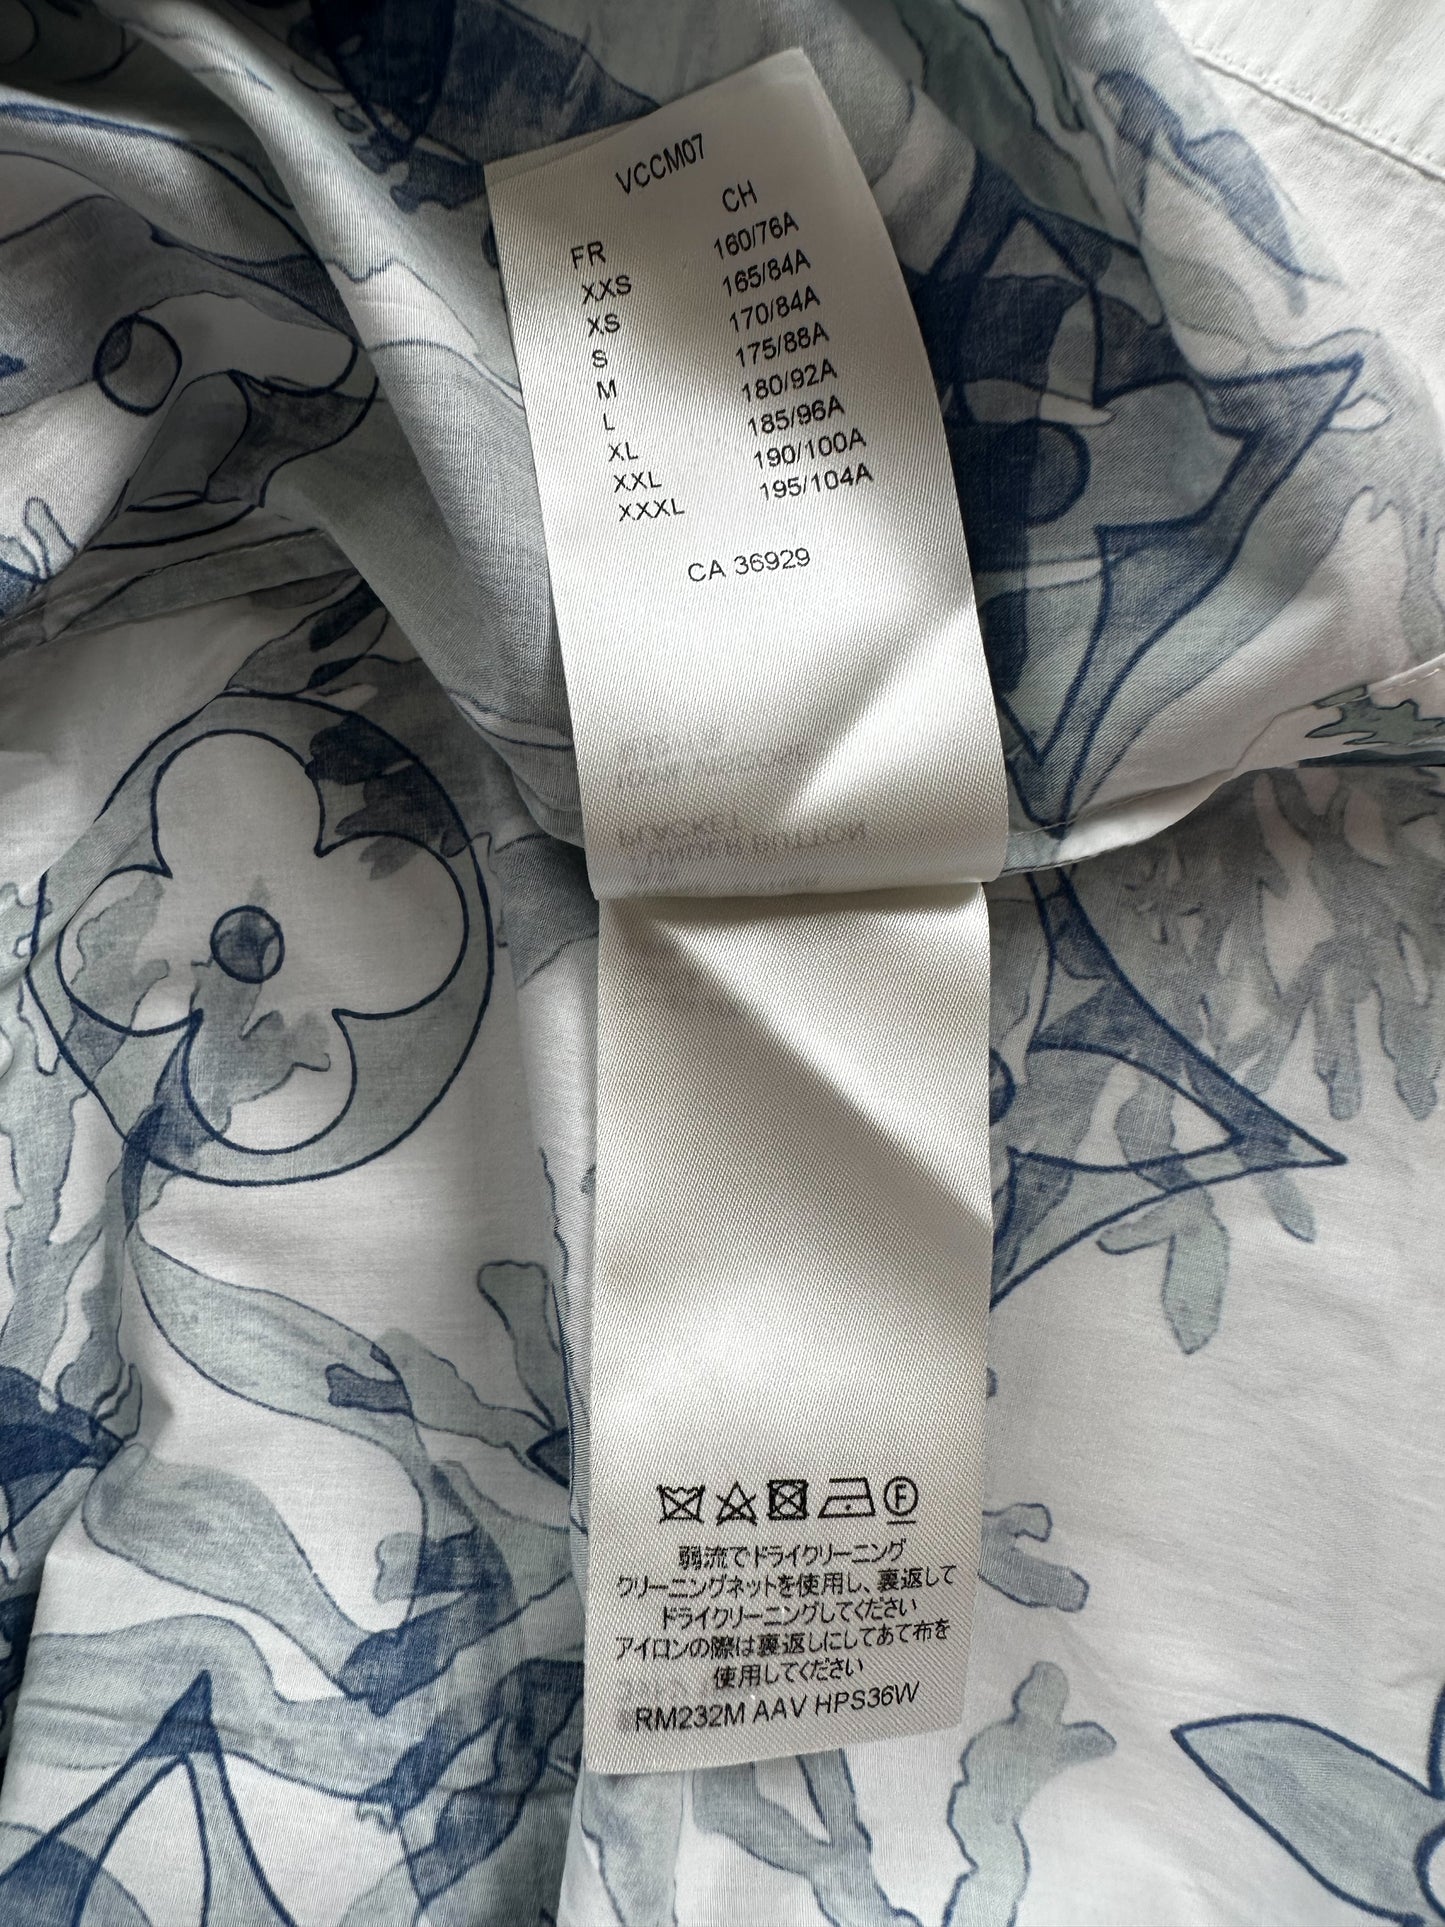 VCCM07
FR CH
XXS 160/76A
XS 165/84A
S 170/84A
M 175/88A
L 180/92A
XL 185/96A
XXL 190/100A
XXXL 195/104A
CA 36929
F
弱流でドライクリーニング
クリーニングネットを使用し、裏返して
ドライクリーニングしてください
アイロンの際は裏返しにしてあて布を
使用してください
RM232M AAV HPS36W